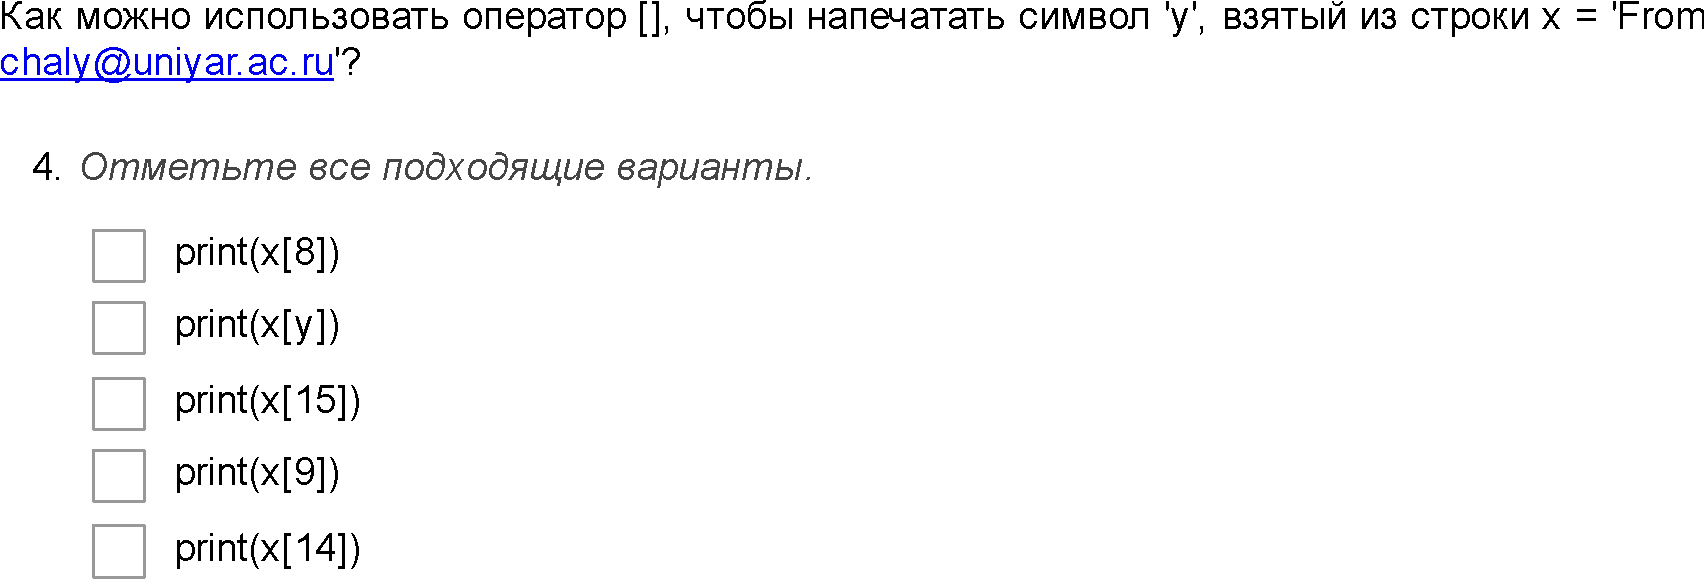 Как можно использовать оператор [], чтобы напечатать символ 'y', взятый из строки x = 'From
chaly@uniyar.ac.ru'?
4. Отметьте все подходящие варианты.
print(x[8])
print(x[y])
print(x[15])
print(x[9])
print(x[14])